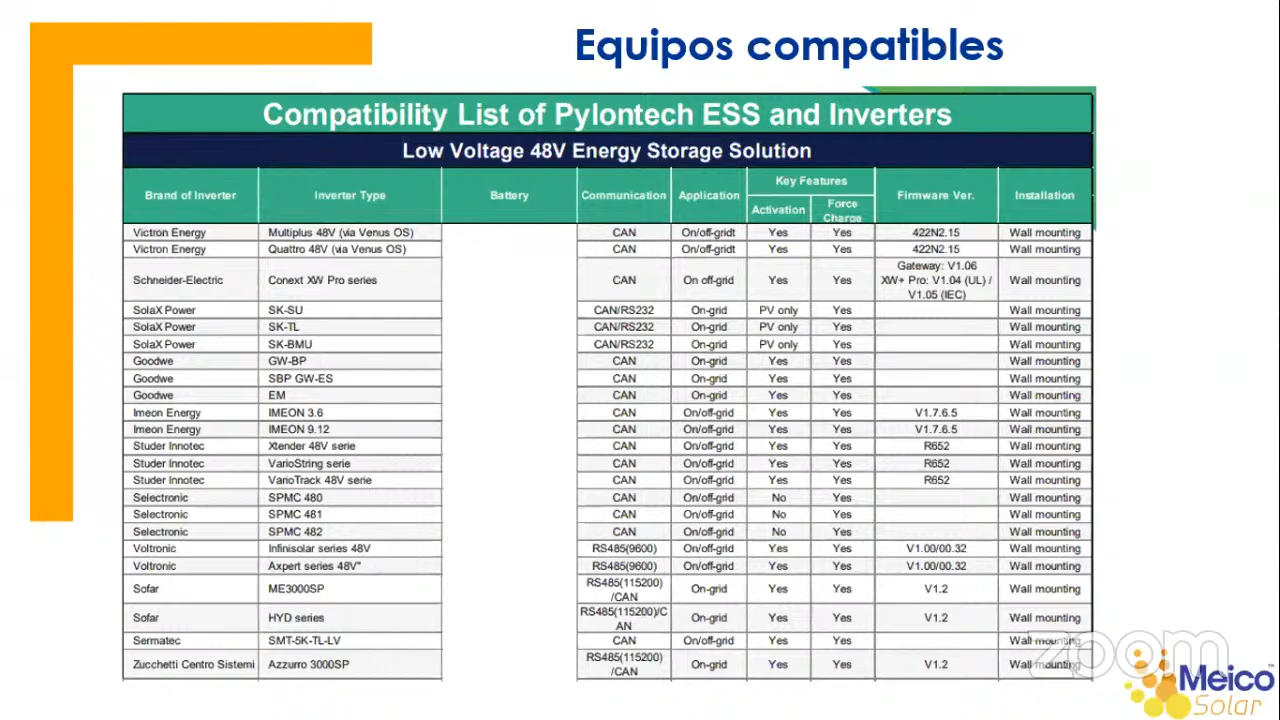 Equipos compatibles
Compatibility List of Pylontech ESS and Inverters
Low Voltage 48V Energy Storage Solution
Brand of Inverter Inverter Type Battery Communication Application Key Features Activation Force Charge Firmware Ver. Installation
Victron Energy Multiplus 48V (via Venus OS) CAN On/off-gridt Yes Yes 422N2.15 Wall mounting
Victron Energy Quattro 48V (via Venus OS) CAN On/off-gridt Yes Yes 422N2.15 Wall mounting
Schneider-Electric Conext XW Pro series CAN On off-grid Yes Yes Gateway: V1.06 XW+ Pro: V1.04 (UL) / V1.05 (IEC) Wall mounting
SolaX Power SK-SU CAN/RS232 On-grid PV only Yes Wall mounting
SolaX Power SK-TL CAN/RS232 On-grid PV only Yes Wall mounting
SolaX Power SK-BMU CAN/RS232 On-grid PV only Yes Wall mounting
Goodwe GW-BP CAN On-grid Yes Yes Wall mounting
Goodwe SBP GW-ES CAN On-grid Yes Yes Wall mounting
Goodwe EM CAN On-grid Yes Yes Wall mounting
Imeon Energy IMEON 3.6 CAN On/off-grid Yes Yes V1.7.6.5 Wall mounting
Imeon Energy IMEON 9.12 CAN On/off-grid Yes Yes V1.7.6.5 Wall mounting
Studer Innotec Xtender 48V serie CAN On/off-grid Yes Yes R652 Wall mounting
Studer Innotec VarioString serie CAN On/off-grid Yes Yes R652 Wall mounting
Studer Innotec VarioTrack 48V serie CAN On/off-grid Yes Yes R652 Wall mounting
Selectronic SPMC 480 CAN On/off-grid No Yes Wall mounting
Selectronic SPMC 481 CAN On/off-grid No Yes Wall mounting
Selectronic SPMC 482 CAN On/off-grid No Yes Wall mounting
Voltronic Infinisolar series 48V RS485(9600) On/off-grid Yes Yes V1.00/00.32 Wall mounting
Voltronic Axpert series 48V" RS485(9600) On/off-grid Yes Yes V1.00/00.32 Wall mounting
Sofar ME3000SP RS485(115200) /CAN On-grid Yes Yes V1.2 Wall mounting
Sofar HYD series RS485(115200)/C AN On-grid Yes Yes V1.2 Wall mounting
Sermatec SMT-5K-TL-LV CAN On/off-grid Yes Yes Wall mounting
Zucchetti Centro Sistemi Azzurro 3000SP RS485(115200) /CAN On-grid Yes Yes V1.2 Wall mounting
zoom
Meico™
Solar